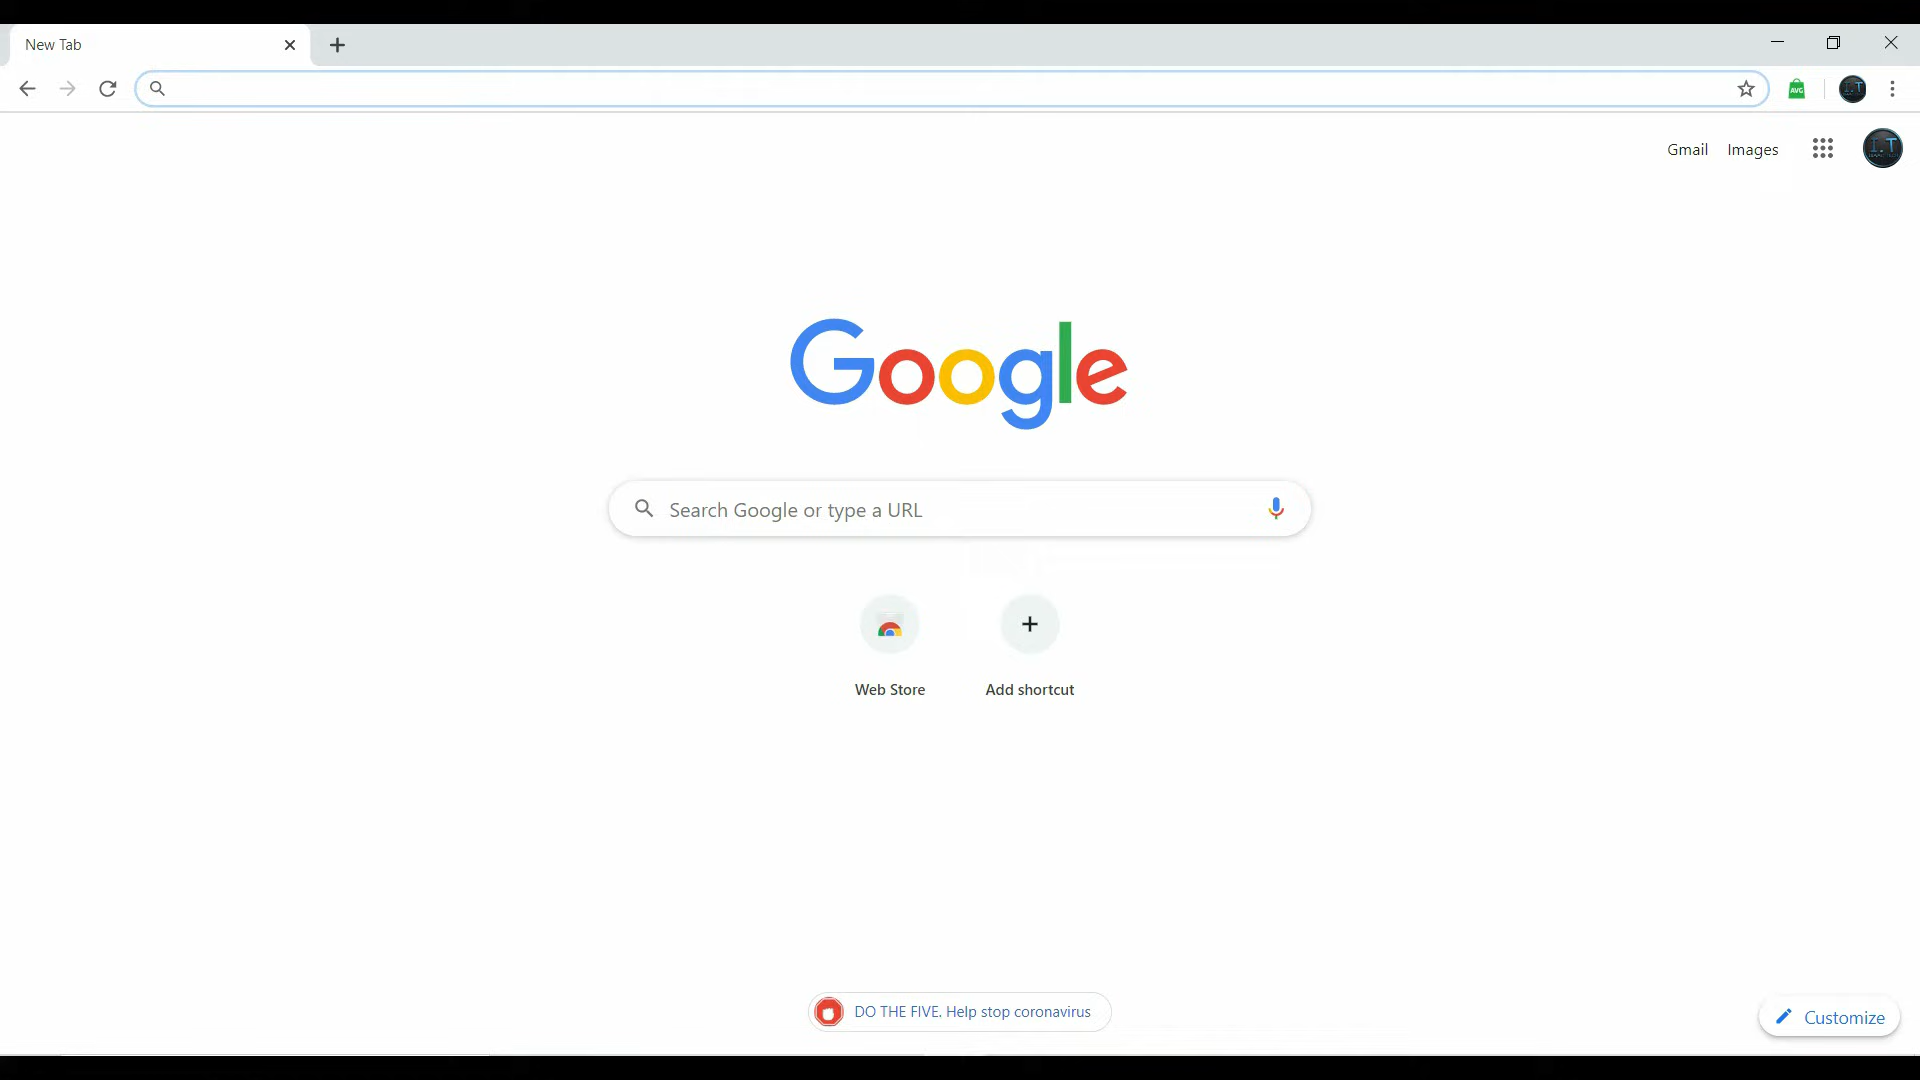 New Tab
AVG
I.T
Gmail Images
I.T
Google
Search Google or type a URL
Web Store Add shortcut
DO THE FIVE. Help stop coronavirus
Customize